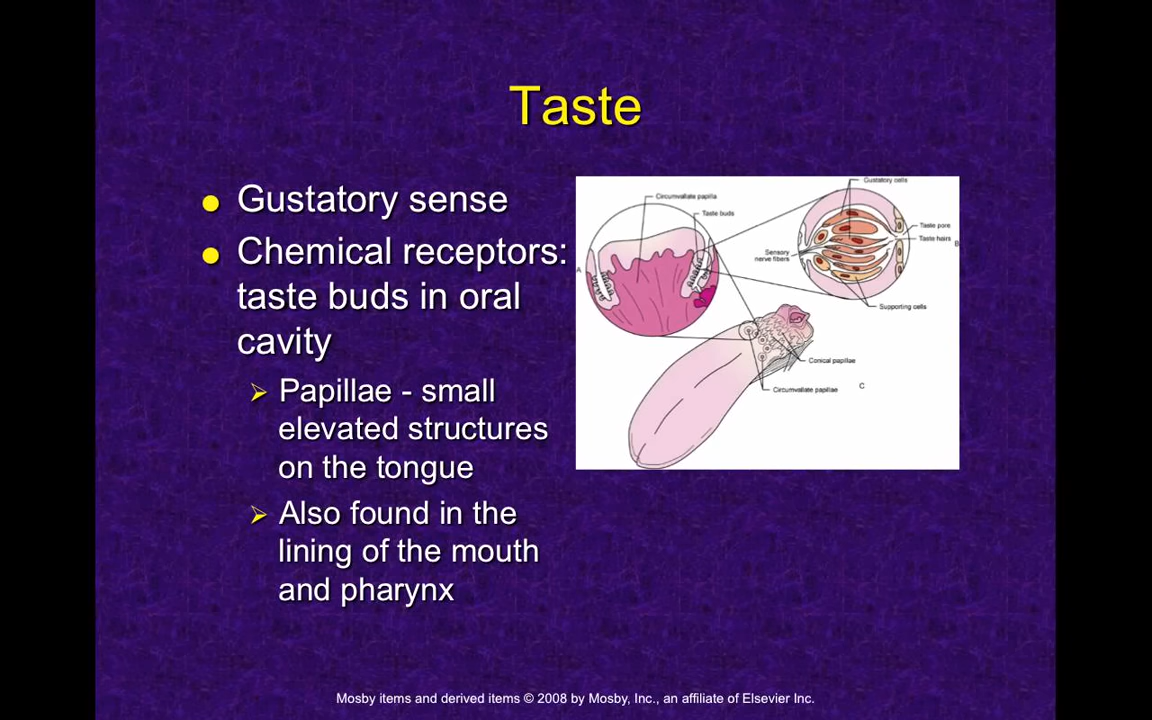 Taste
Gustatory sense
Chemical receptors:
taste buds in oral
cavity
Papillae - small
elevated structures
on the tongue
Also found in the
lining of the mouth
and pharynx
Circumvallate papilla
Taste buds
A
Gustatory cells
Taste pore
Taste hairs
B
Sensory
nerve fibers
Supporting cells
Conical papillae
Circumvallate papillae
C
Mosby items and derived items © 2008 by Mosby, Inc., an affiliate of Elsevier Inc.